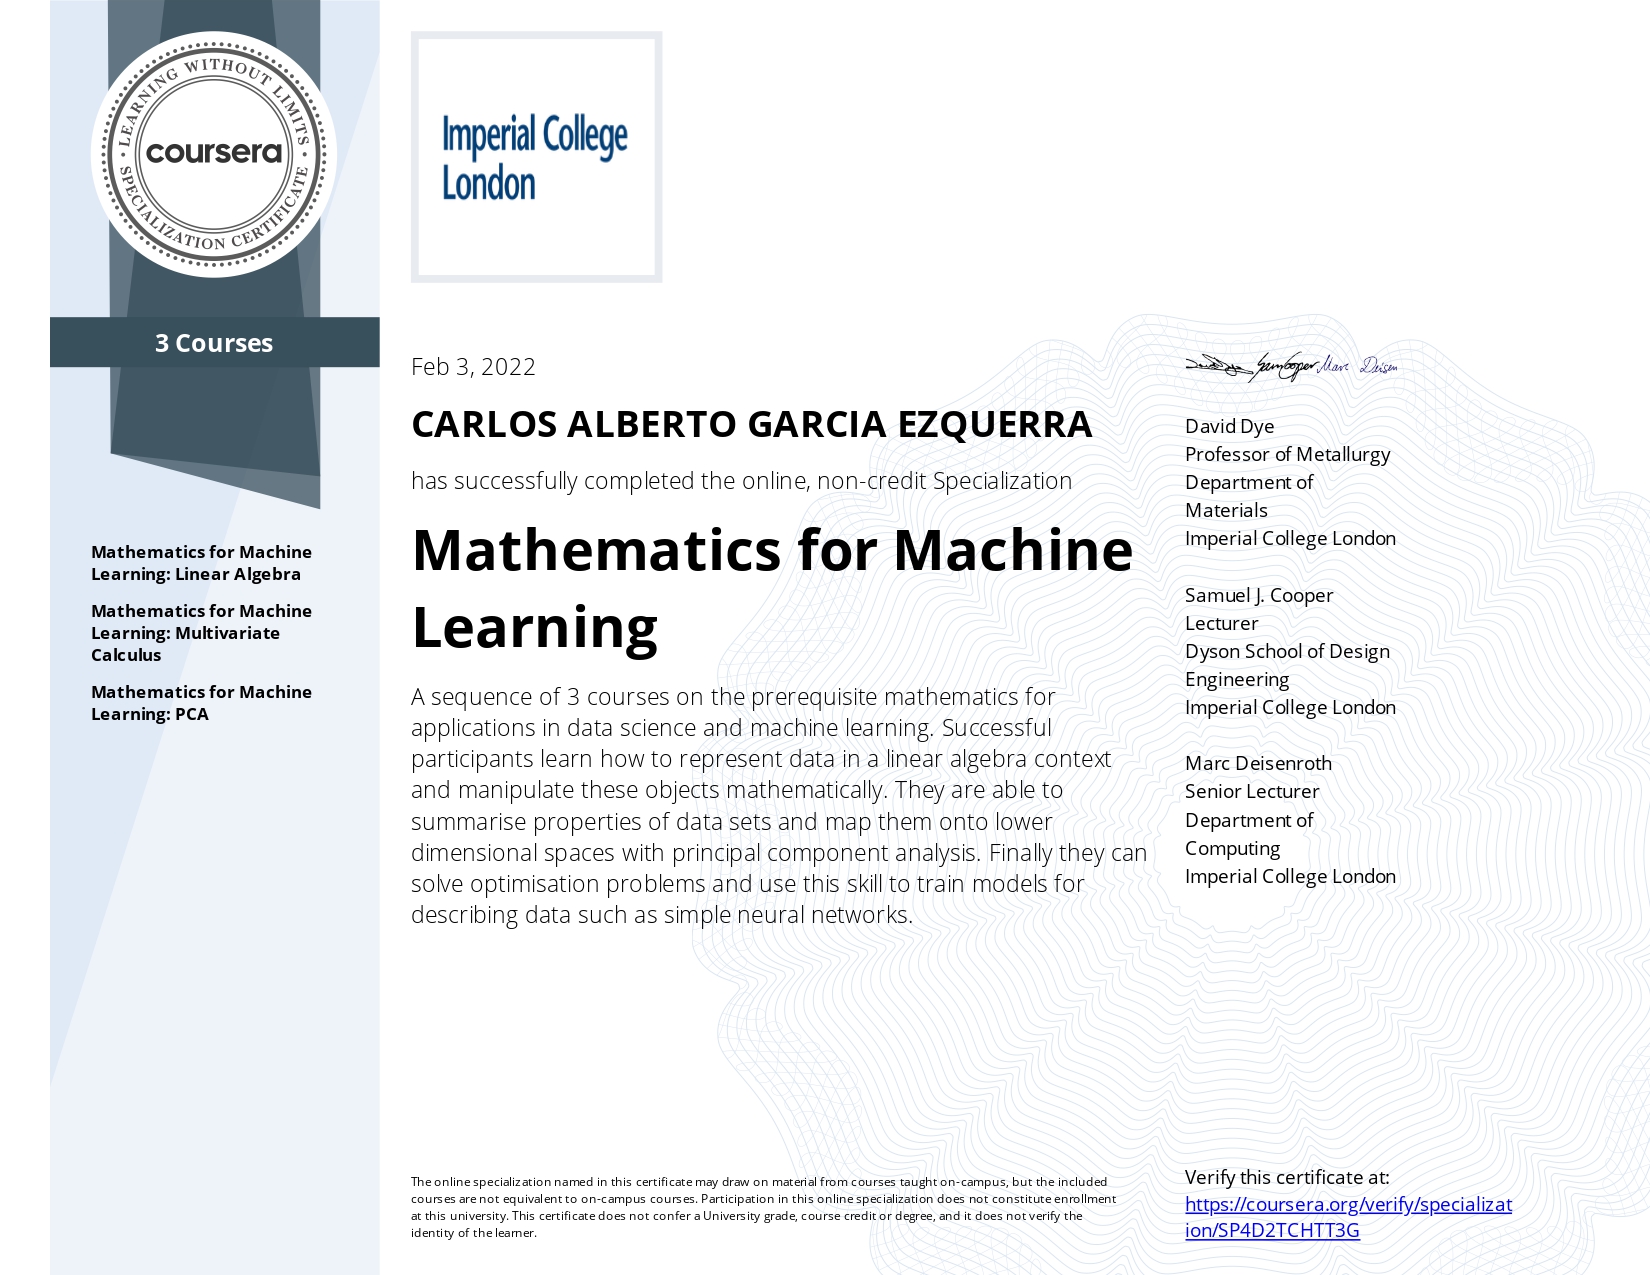 LEARNING WITHOUT LIMITS
coursera
SPECIALIZATION CERTIFICATE
3 Courses
Mathematics for Machine
Learning: Linear Algebra
Mathematics for Machine
Learning: Multivariate
Calculus
Mathematics for Machine
Learning: PCA
Imperial College
London
Feb 3, 2022
CARLOS ALBERTO GARCIA EZQUERRA
has successfully completed the online, non-credit Specialization
Mathematics for Machine
Learning
A sequence of 3 courses on the prerequisite mathematics for
applications in data science and machine learning. Successful
participants learn how to represent data in a linear algebra context
and manipulate these objects mathematically. They are able to
summarise properties of data sets and map them onto lower
dimensional spaces with principal component analysis. Finally they can
solve optimisation problems and use this skill to train models for
describing data such as simple neural networks.
The online specialization named in this certificate may draw on material from courses taught on-campus, but the included
courses are not equivalent to on-campus courses. Participation in this online specialization does not constitute enrollment
at this university. This certificate does not confer a University grade, course credit or degree, and it does not verify the
identity of the learner.
Sam Cooper Marc Deisen
David Dye
Professor of Metallurgy
Department of
Materials
Imperial College London
Samuel J. Cooper
Lecturer
Dyson School of Design
Engineering
Imperial College London
Marc Deisenroth
Senior Lecturer
Department of
Computing
Imperial College London
Verify this certificate at:
https://coursera.org/verify/specializat
ion/SP4D2TCHTT3G